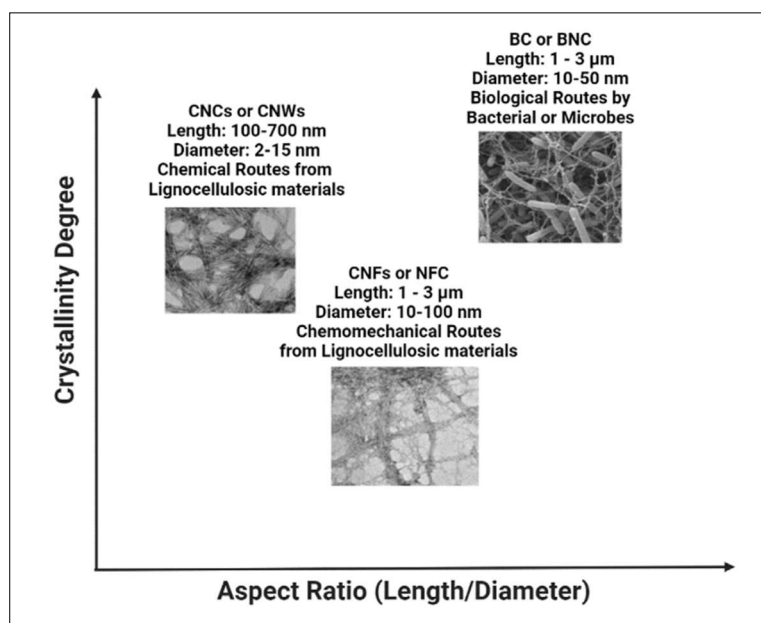 BC or BNC
Length: 1 - 3 µm
Diameter: 10-50 nm
Biological Routes by
Bacterial or Microbes
CNCs or CNWs
Length: 100-700 nm
Diameter: 2-15 nm
Chemical Routes from
Lignocellulosic materials
CNFs or NFC
Length: 1 - 3 µm
Diameter: 10-100 nm
Chemomechanical Routes
from Lignocellulosic materials
Crystallinity Degree
Aspect Ratio (Length/Diameter)